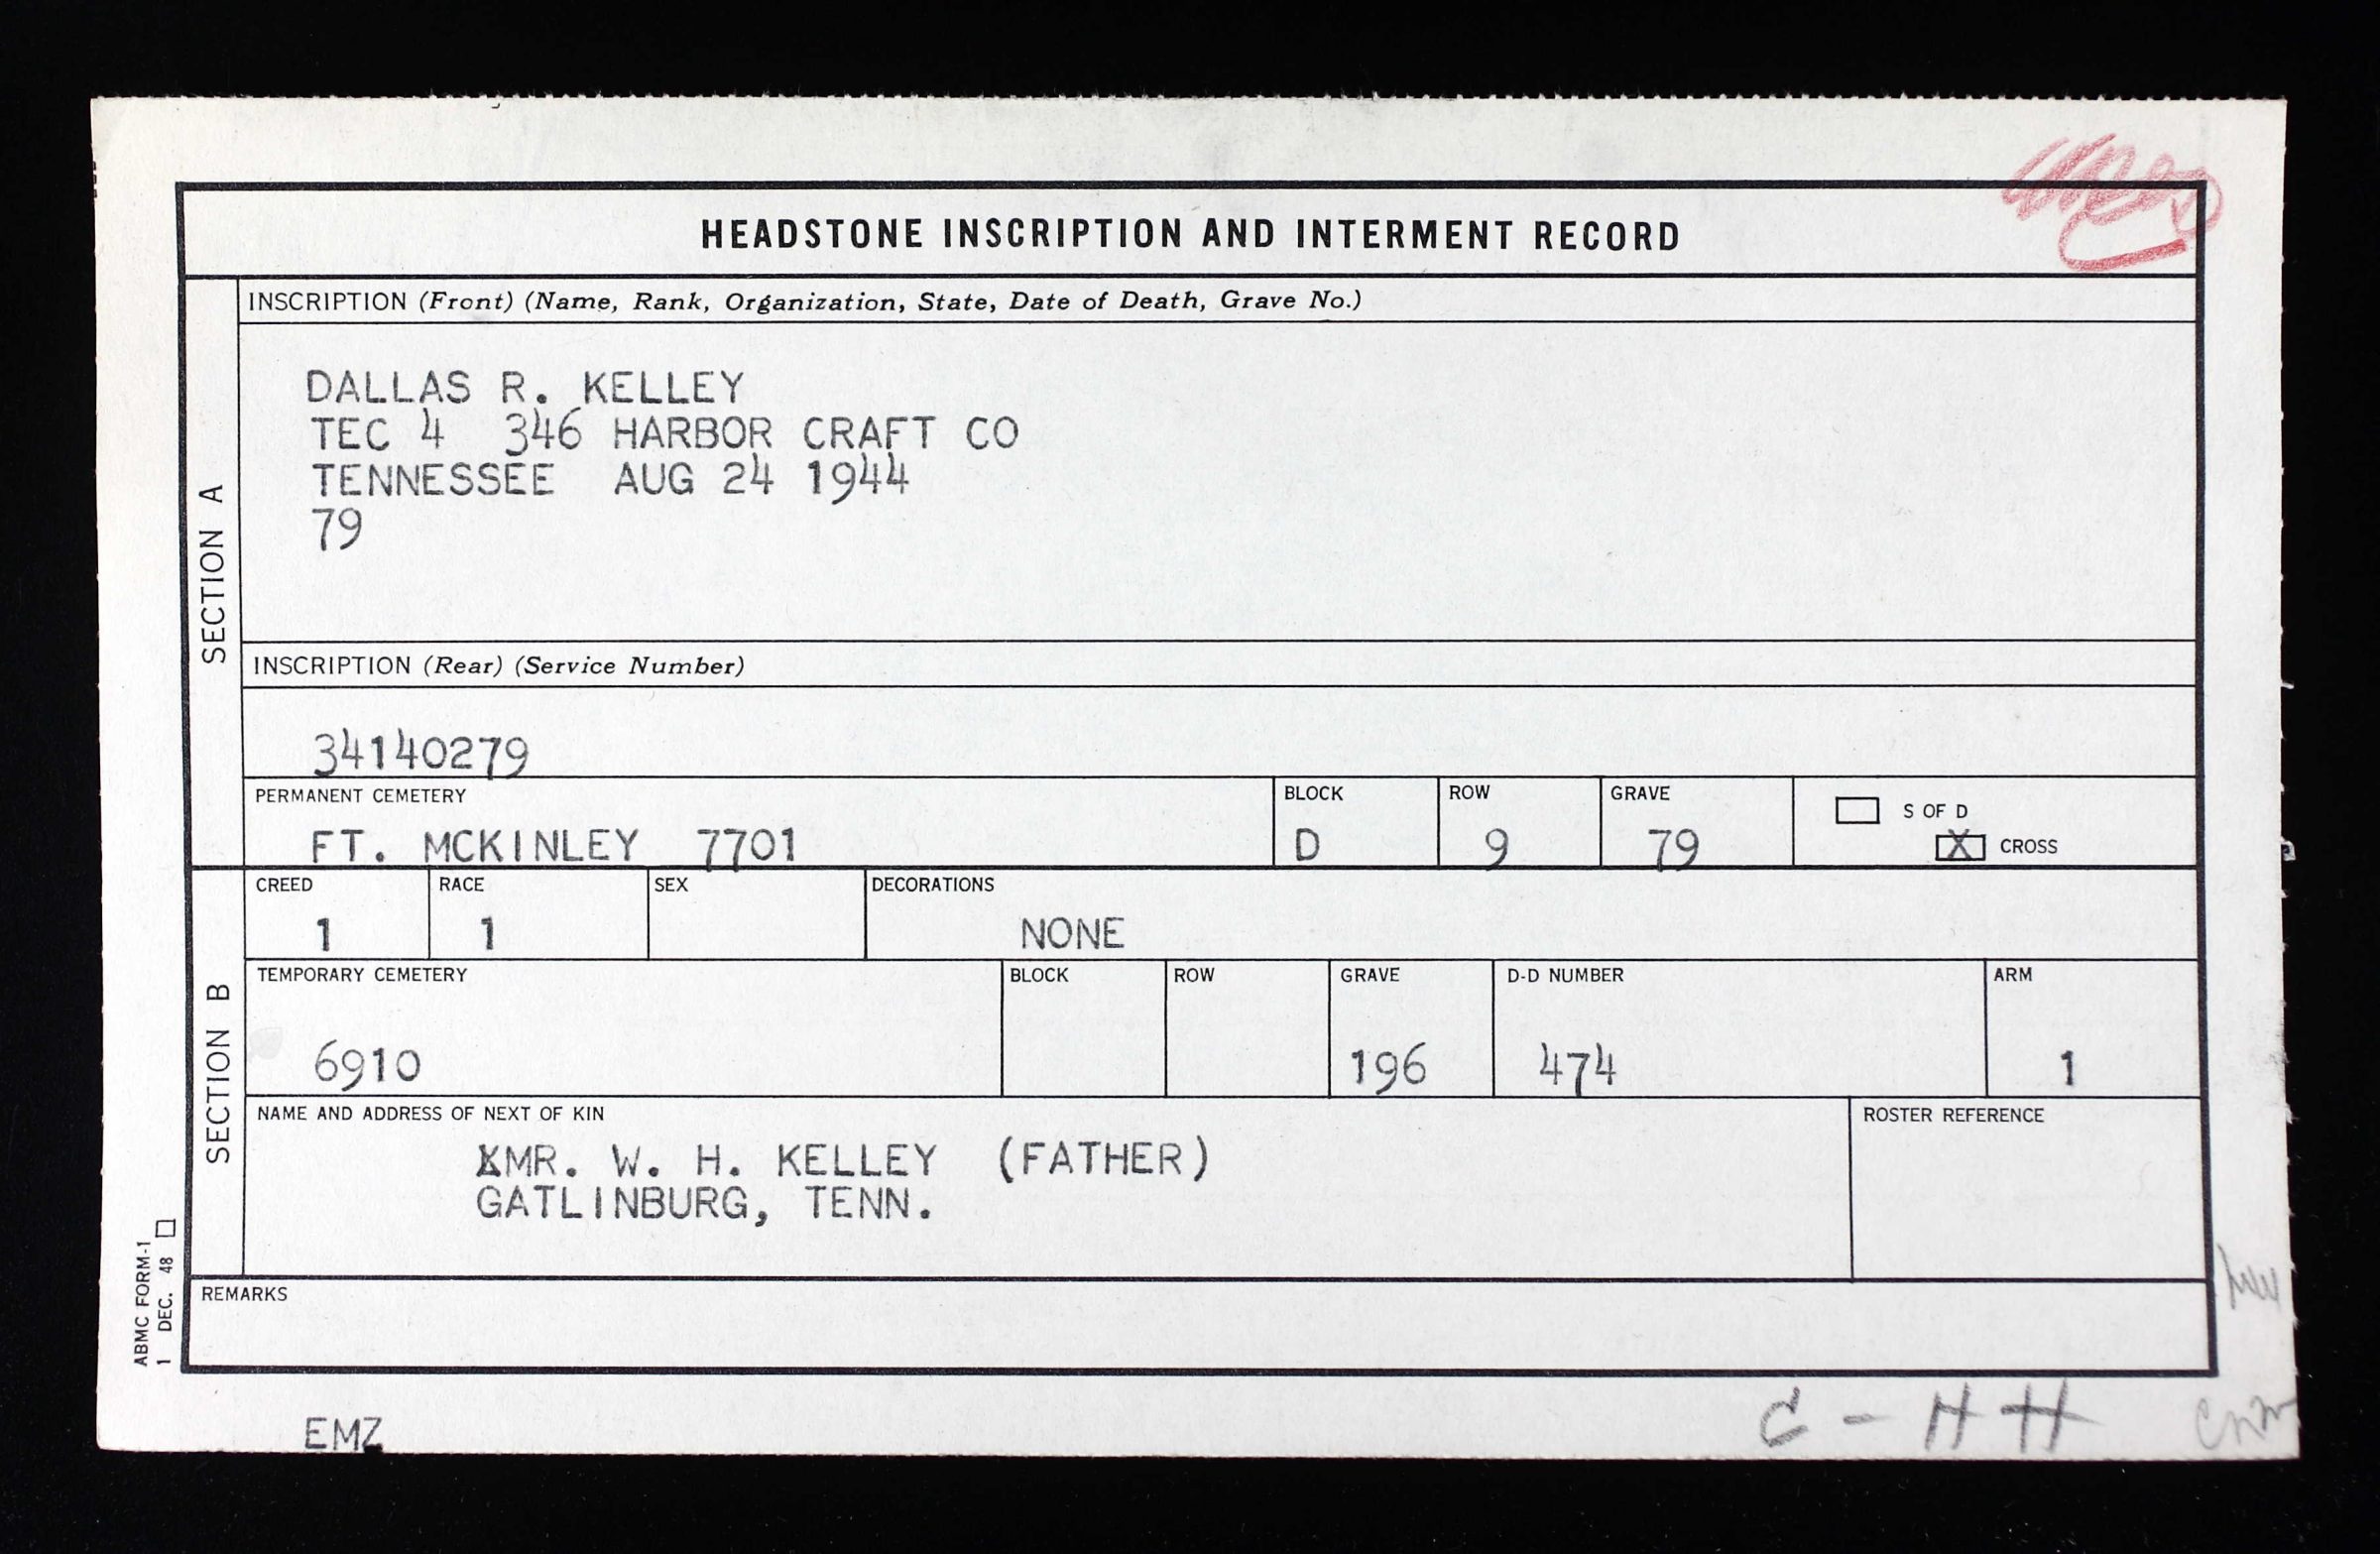 HEADSTONE INSCRIPTION AND INTERMENT RECORD
SECTION A
INSCRIPTION (Front) (Name, Rank, Organization, State, Date of Death, Grave No.)
DALLAS R. KELLEY
TEC 4 346 HARBOR CRAFT CO
TENNESSEE AUG 24 1944
79
INSCRIPTION (Rear) (Service Number)
34140279
PERMANENT CEMETERY
FT. MCKINLEY 7701
BLOCK
D
ROW
9
GRAVE
79
S OF D
X CROSS
SECTION B
CREED
1
RACE
1
SEX
DECORATIONS
NONE
TEMPORARY CEMETERY
6910
BLOCK
ROW
GRAVE
196
D-D NUMBER
474
ARM
1
NAME AND ADDRESS OF NEXT OF KIN
MR. W. H. KELLEY (FATHER)
GATLINBURG, TENN.
ROSTER REFERENCE
REMARKS
ABMC FORM-1
1 DEC. 48
EMZ
C - H H